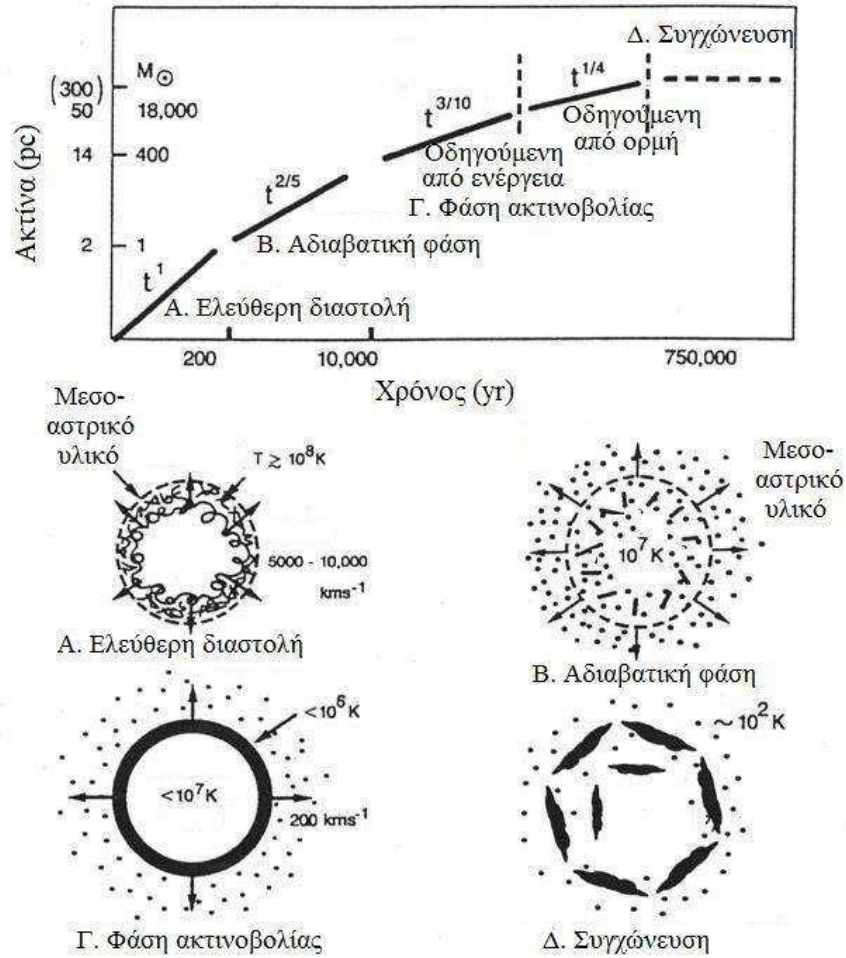 Δ. Συγχώνευση
(300)
50
M☉
18,000
t^1/4
t^3/10
Οδηγούμενη
από ορμή
14
400
Οδηγούμενη
από ενέργεια
t^2/5
Γ. Φάση ακτινοβολίας
Ακτίνα (pc)
2
1
Β. Αδιαβατική φάση
t^1
Α. Ελεύθερη διαστολή
200
10,000
750,000
Χρόνος (yr)
Μεσο-
αστρικό
υλικό
T ≳ 10^8 K
5000 - 10,000
kms^-1
Α. Ελεύθερη διαστολή
Μεσο-
αστρικό
υλικό
10^7 K
Β. Αδιαβατική φάση
<10^6 K
<10^7 K
200 kms^-1
Γ. Φάση ακτινοβολίας
~10^2 K
Δ. Συγχώνευση